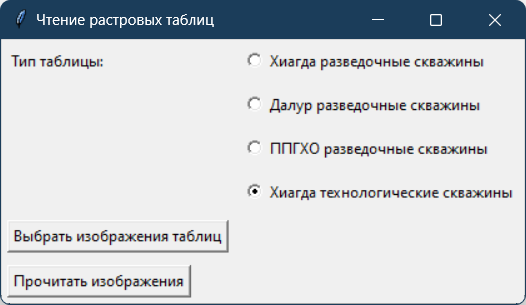 Чтение растровых таблиц
Тип таблицы:
Хиагда разведочные скважины
Далур разведочные скважины
ППГХО разведочные скважины
Хиагда технологические скважины
Выбрать изображения таблиц
Прочитать изображения